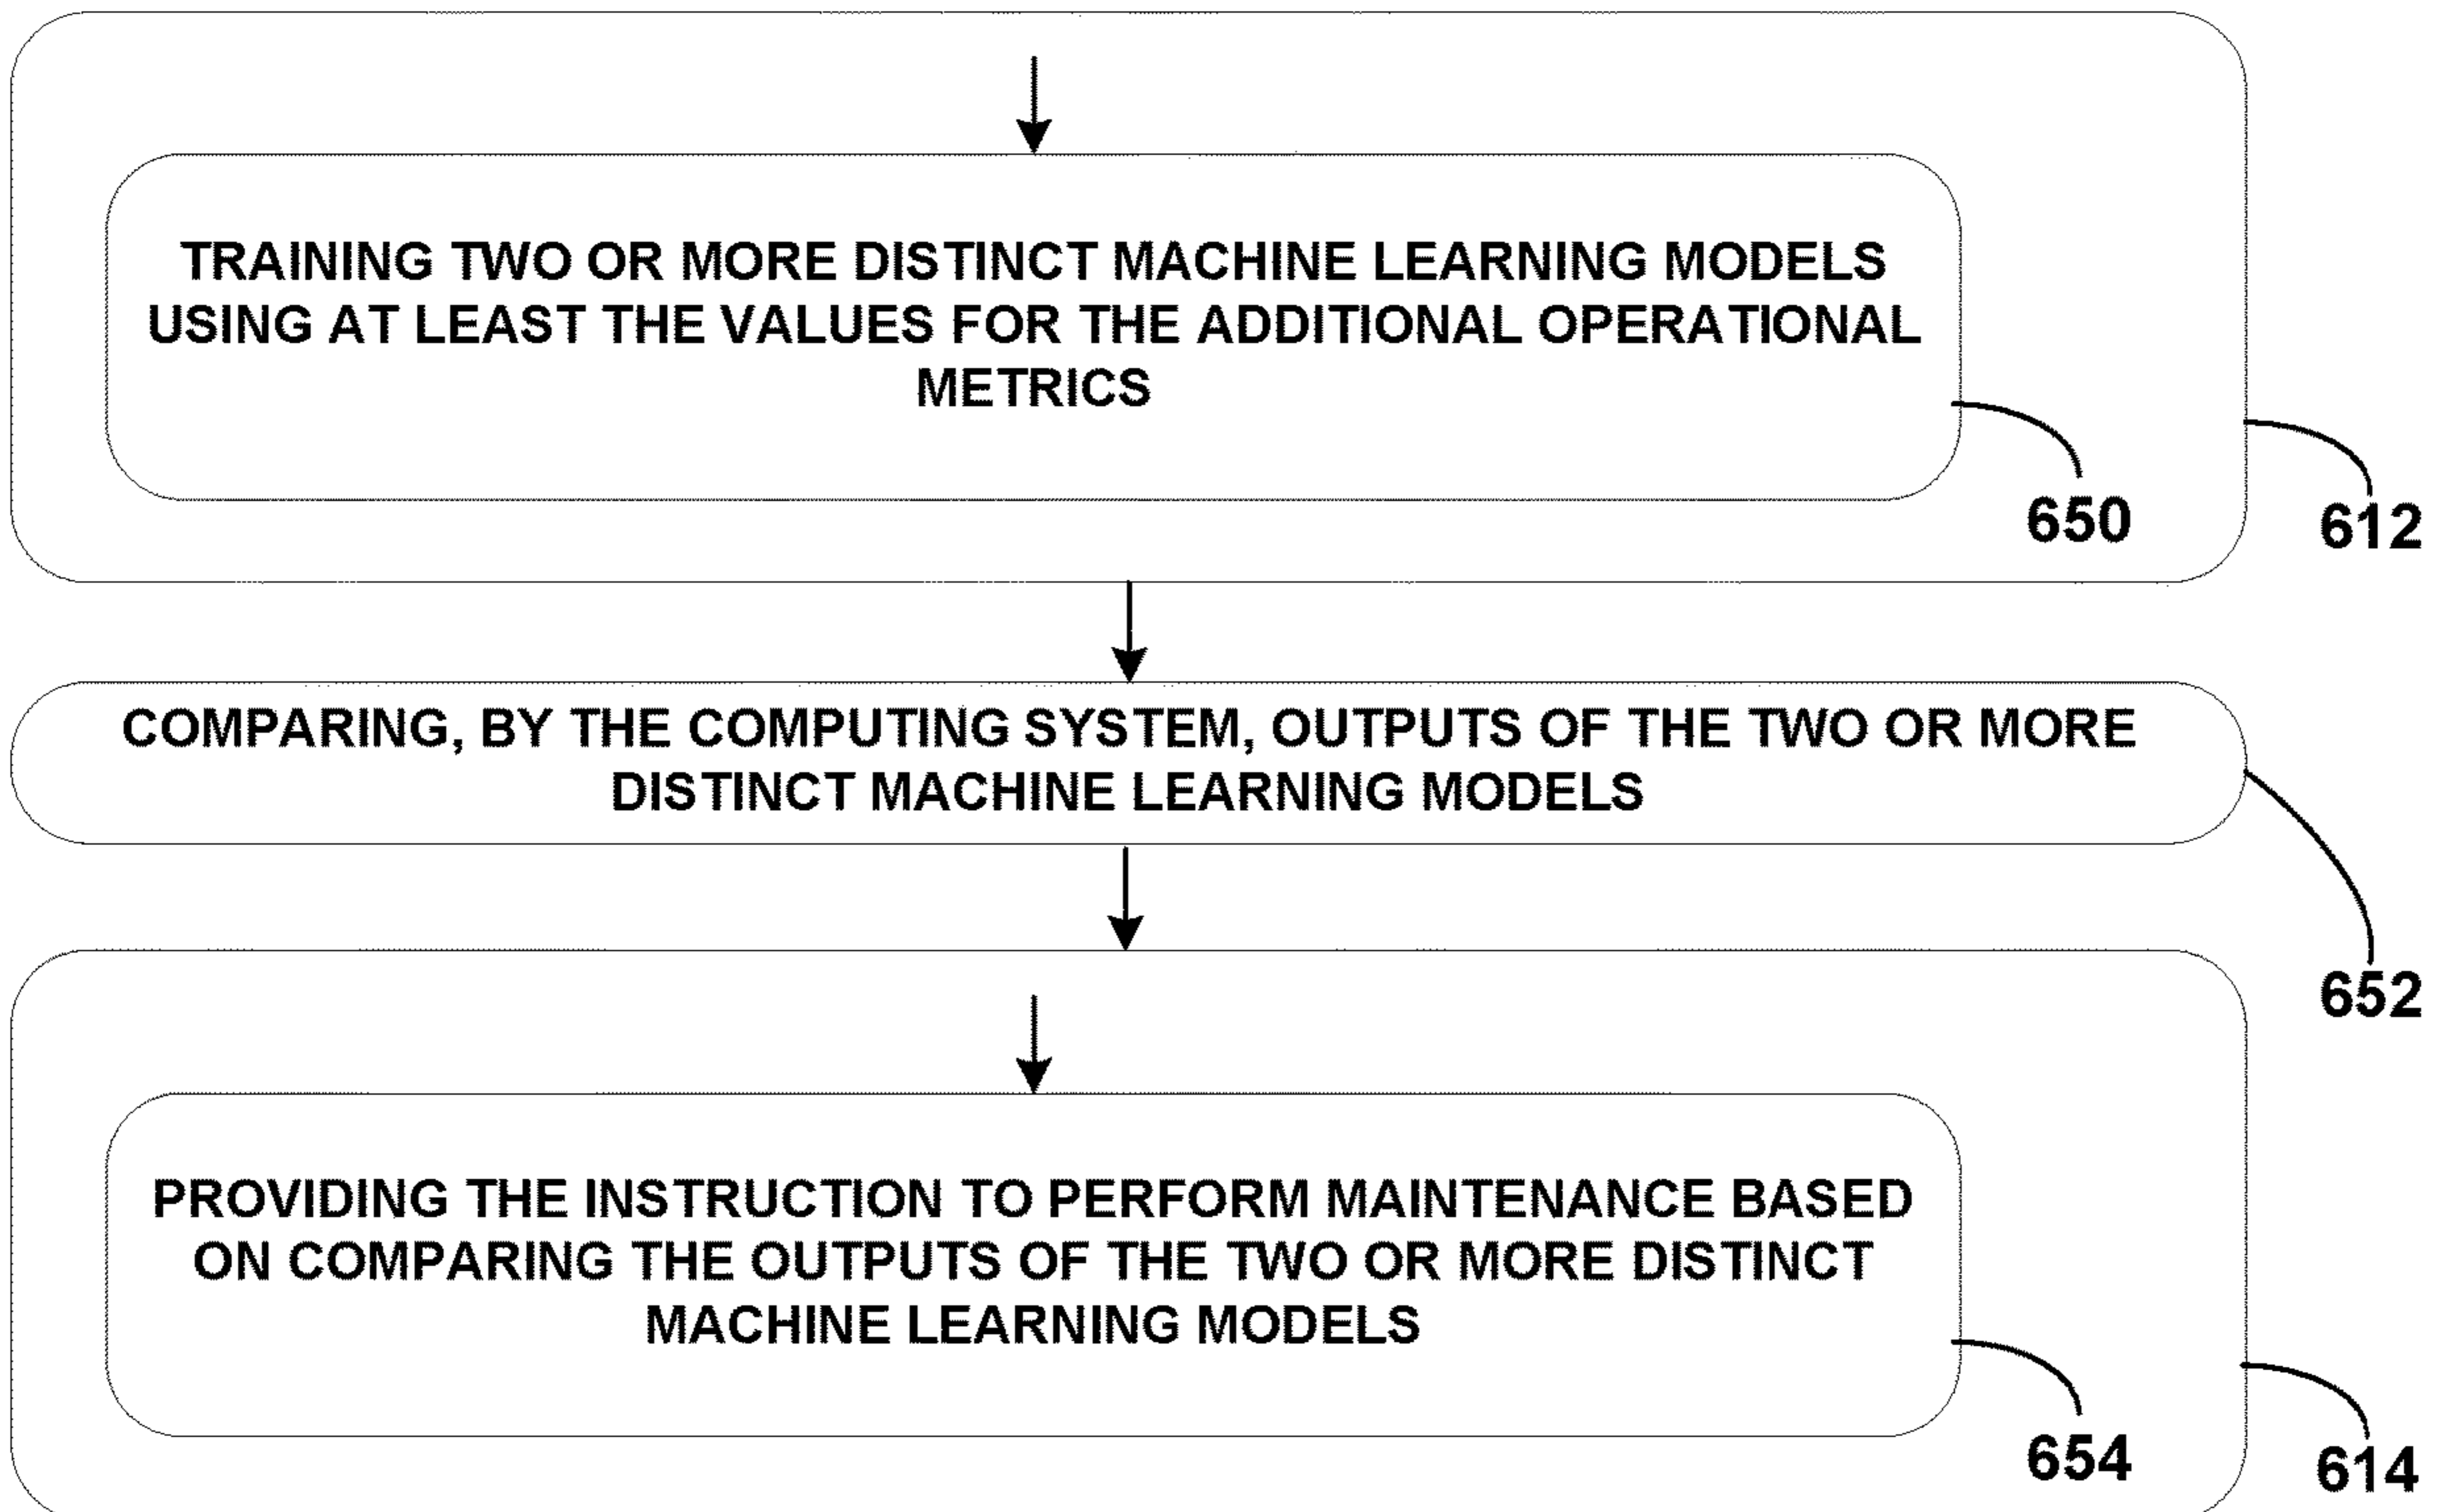 TRAINING TWO OR MORE DISTINCT MACHINE LEARNING MODELS
USING AT LEAST THE VALUES FOR THE ADDITIONAL OPERATIONAL
METRICS
650
612
COMPARING, BY THE COMPUTING SYSTEM, OUTPUTS OF THE TWO OR MORE
DISTINCT MACHINE LEARNING MODELS
652
PROVIDING THE INSTRUCTION TO PERFORM MAINTENANCE BASED
ON COMPARING THE OUTPUTS OF THE TWO OR MORE DISTINCT
MACHINE LEARNING MODELS
654
614